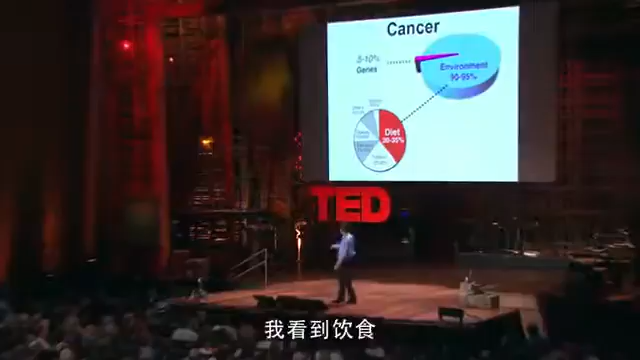 Cancer
5-10%
Genes
Environment
90-95%
Diet
30-35%
TED
我看到饮食